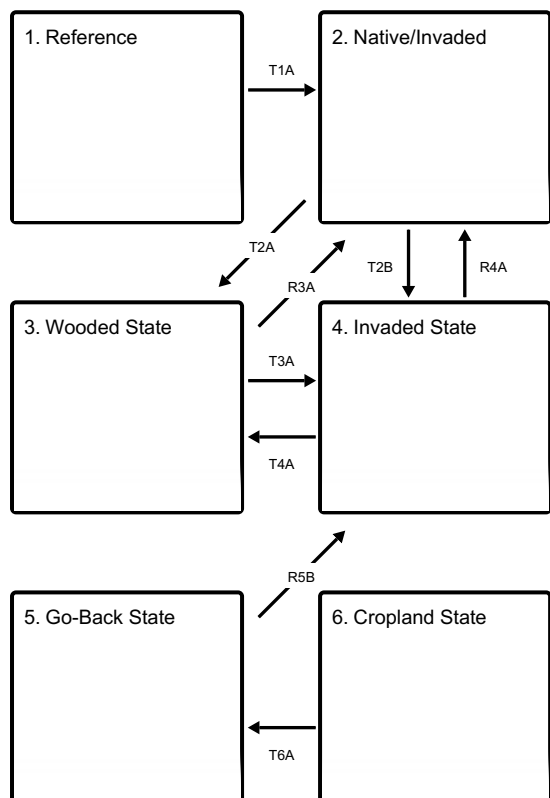 1. Reference
2. Native/Invaded
T1A
T2A
R3A
T2B
R4A
3. Wooded State
4. Invaded State
T3A
T4A
R5B
5. Go-Back State
6. Cropland State
T6A